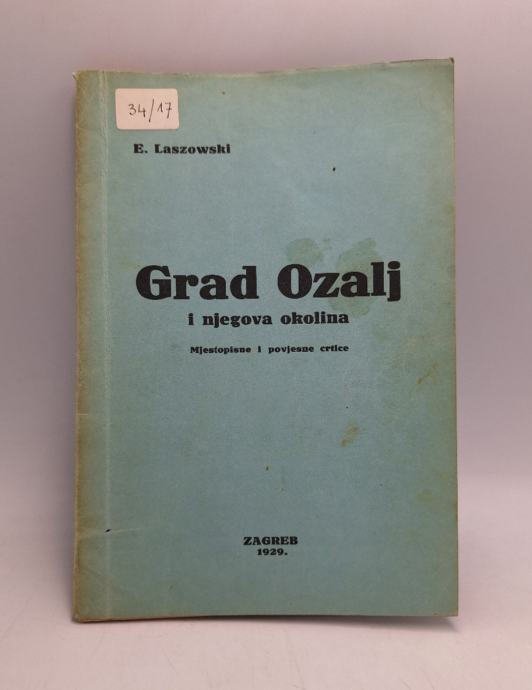 34/17
E. Laszowski
Grad Ozalj
i njegova okolina
Mjestopisne i povjesne crtice
ZAGREB
1929.